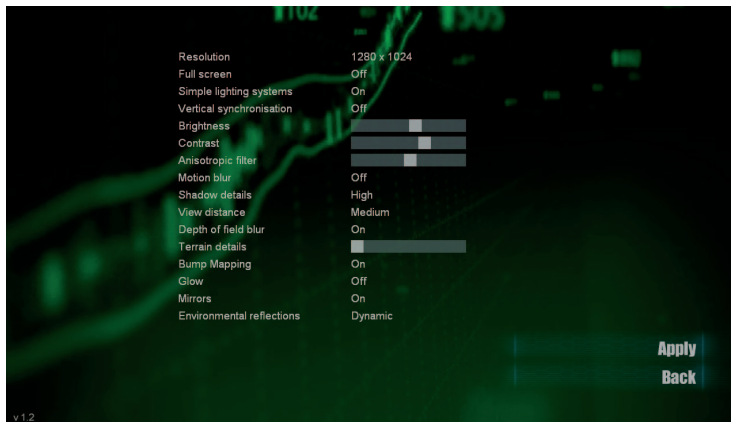 1102
1505
Resolution 1280 x 1024
Full screen Off
Simple lighting systems On
Vertical synchronisation Off
Brightness
Contrast
Anisotropic filter
Motion blur Off
Shadow details High
View distance Medium
Depth of field blur On
Terrain details
Bump Mapping On
Glow Off
Mirrors On
Environmental reflections Dynamic
Apply
Back
v 1.2